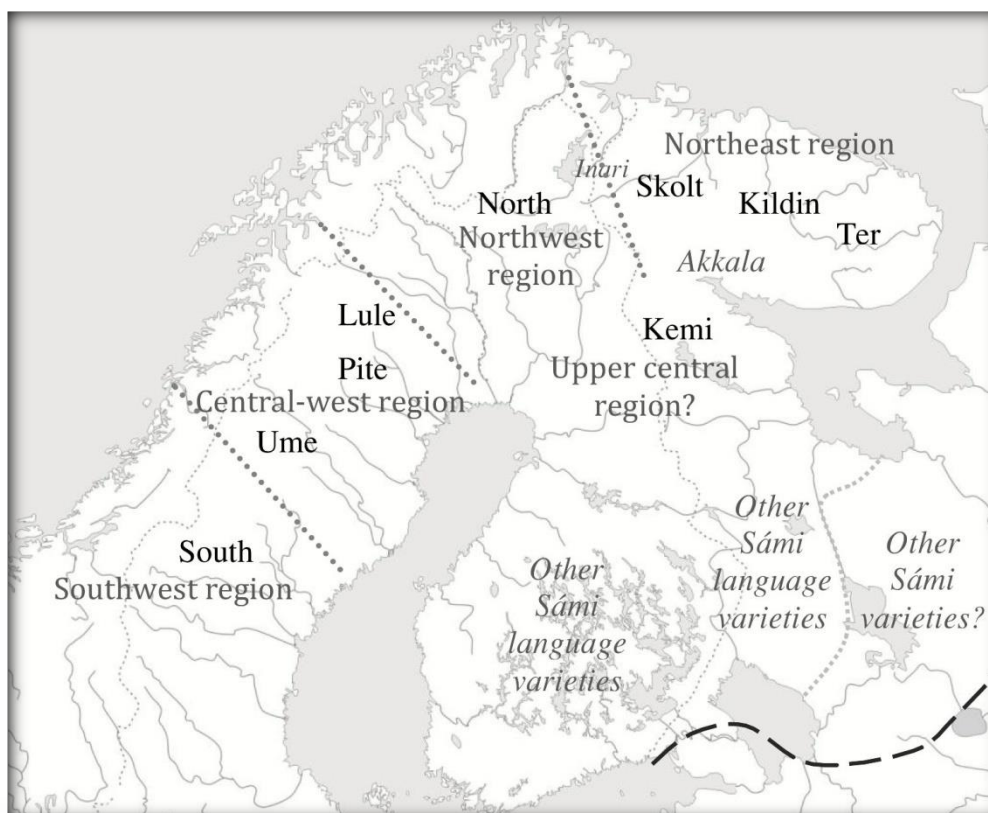 Northeast region
Inari
Skolt
North
Kildin
Ter
Northwest
region
Akkala
Lule
Kemi
Pite
Upper central
region?
Central-west region
Ume
South
Southwest region
Other
Sámi
language
varieties
Other
Sámi
language
varieties
Other
Sámi
varieties?